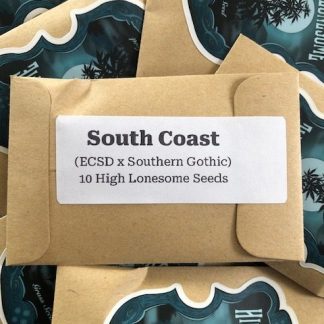 South Coast
(ECSD x Southern Gothic)
10 High Lonesome Seeds